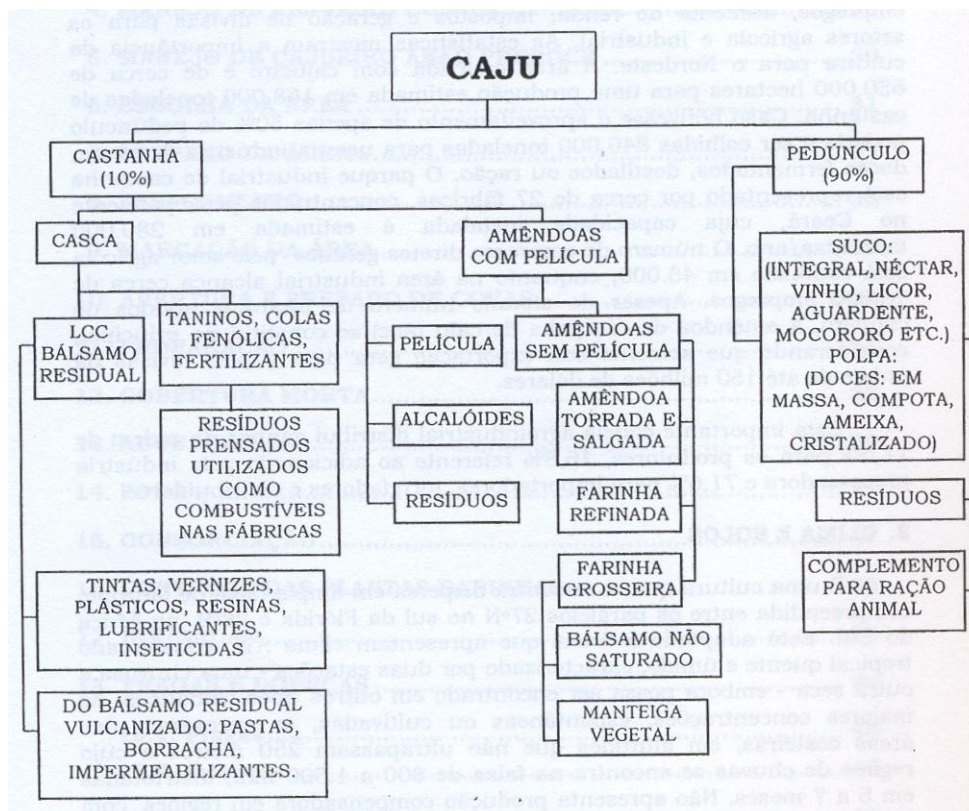 CAJU
CASTANHA
(10%)
PEDÚNCULO
(90%)
CASCA
AMÊNDOAS
COM PELÍCULA
SUCO:
(INTEGRAL,NÉCTAR,
VINHO, LICOR,
AGUARDENTE,
MOCORORÓ ETC.)
POLPA:
(DOCES: EM
MASSA, COMPOTA,
AMEIXA,
CRISTALIZADO)
LCC
BÁLSAMO
RESIDUAL
TANINOS, COLAS
FENÓLICAS,
FERTILIZANTES
PELÍCULA
AMÊNDOAS
SEM PELÍCULA
RESÍDUOS
PRENSADOS
UTILIZADOS
COMO
COMBUSTÍVEIS
NAS FÁBRICAS
ALCALÓIDES
AMÊNDOA
TORRADA E
SALGADA
RESÍDUOS
FARINHA
REFINADA
RESÍDUOS
TINTAS, VERNIZES,
PLÁSTICOS, RESINAS,
LUBRIFICANTES,
INSETICIDAS
FARINHA
GROSSEIRA
COMPLEMENTO
PARA RAÇÃO
ANIMAL
BÁLSAMO NÃO
SATURADO
DO BÁLSAMO RESIDUAL
VULCANIZADO: PASTAS,
BORRACHA,
IMPERMEABILIZANTES.
MANTEIGA
VEGETAL